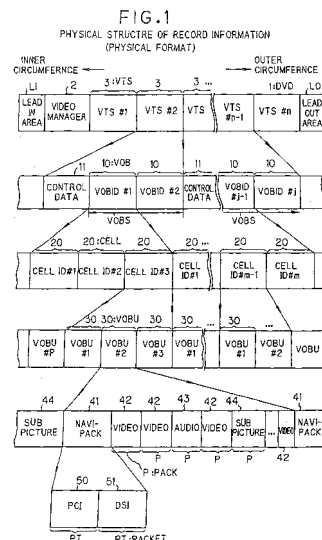 FIG.1
PHYSICAL STRUCTRE OF RECORD INFORMATION
(PHYSICAL FORMAT)
INNER CIRCUMFERNCE
OUTER CIRCUMFERNCE
3:VTS 3 3 ...
LI 2 1:DVD LO
LEAD IN AREA VIDEO MANAGER VTS #1 VTS #2 VTS VTS #n-1 VTS #n LEAD OUT AREA
11 10:VOB 10 11 10 10
CONTROL DATA VOBID #1 VOBID #2 CONTROL DATA VOBID #j-1 VOBID #j
VOBS VOBS
20 20:CELL 20 20... 20 20
CELL ID#1 CELL ID#2 CELL ID#3 CELL ID#1 CELL ID#m-1 CELL ID#m
30 30:VOBU 30 30 ... 30 ...
VOBU #P VOBU #1 VOBU #2 VOBU #3 VOBU #1 VOBU #1 VOBU #2 VOBU
44 41 42 42 43 42 44 41
SUB PICTURE NAVI-PACK VIDEO VIDEO AUDIO VIDEO SUB PICTURE ... VIDEO NAVI-PACK
42
P:PACK P P P P
50 51
PCI DSI
PT PT:PACKET